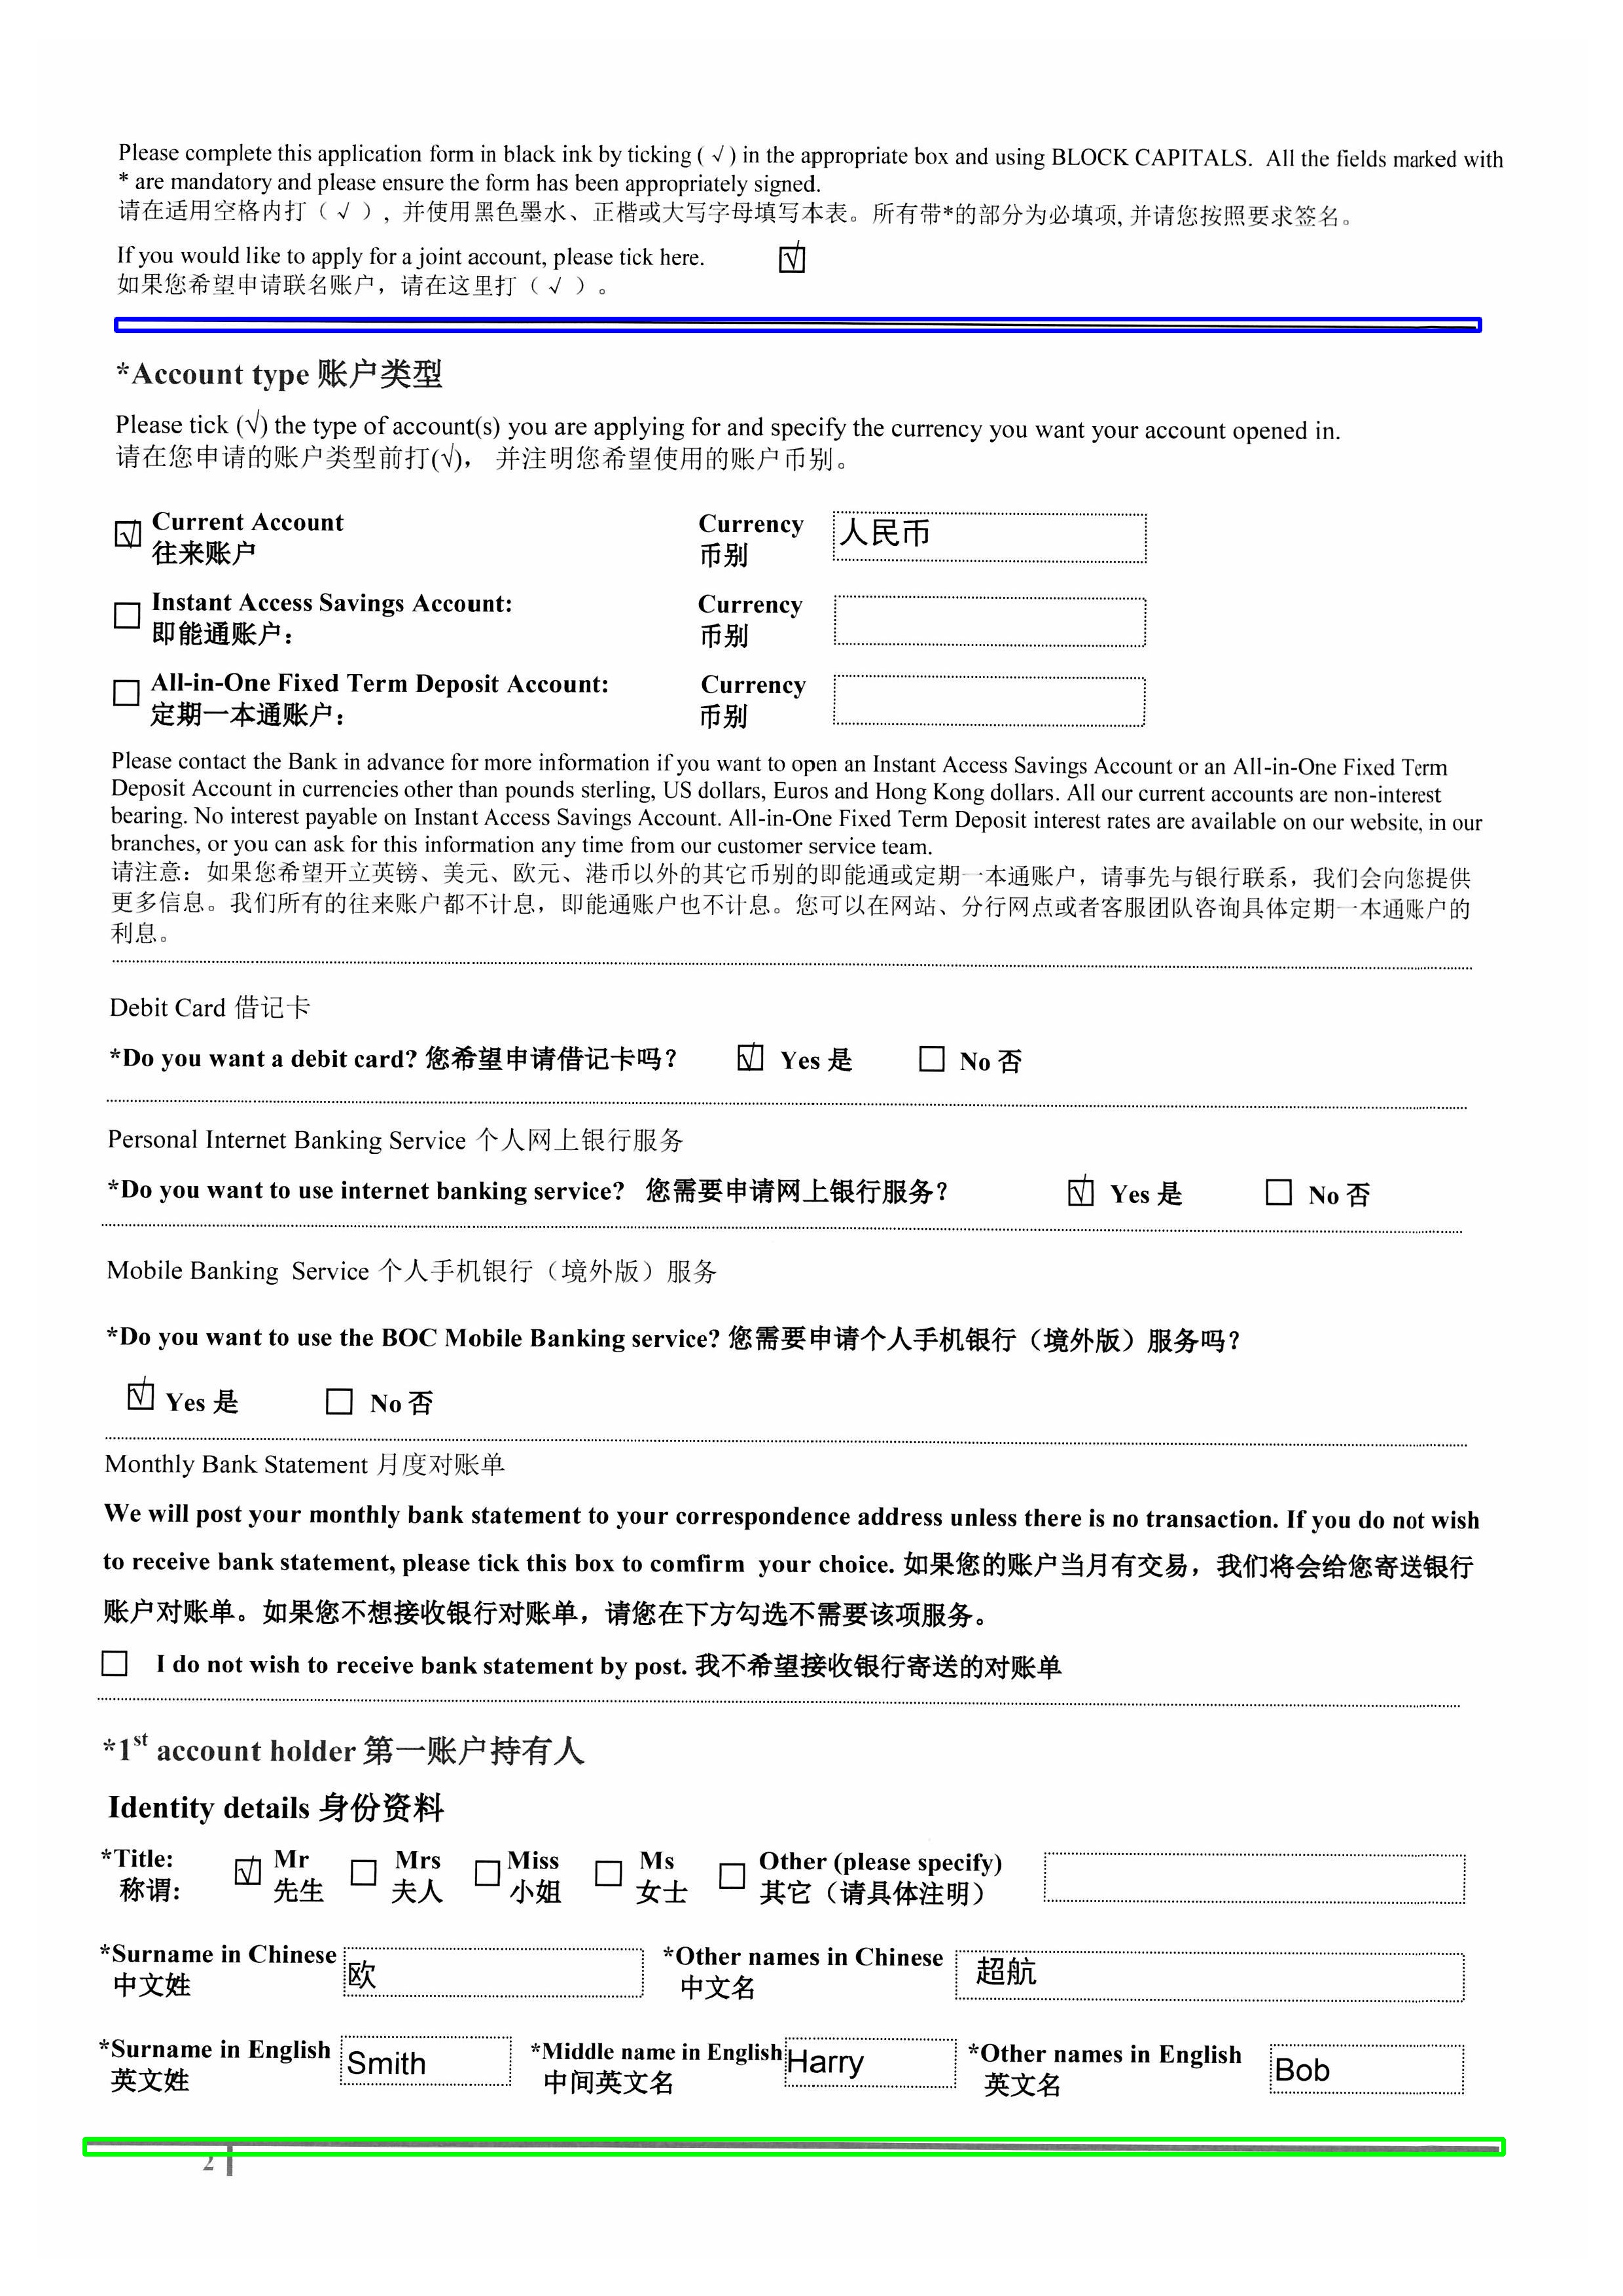 Please complete this application form in black ink by ticking ( √ ) in the appropriate box and using BLOCK CAPITALS. All the fields marked with
* are mandatory and please ensure the form has been appropriately signed.
请在适用空格内打（ √ ）, 并使用黑色墨水、正楷或大写字母填写本表。所有带*的部分为必填项, 并请您按照要求签名。
If you would like to apply for a joint account, please tick here. √
如果您希望申请联名账户，请在这里打（ √ ）。
*Account type 账户类型
Please tick (√) the type of account(s) you are applying for and specify the currency you want your account opened in.
请在您申请的账户类型前打(√)， 并注明您希望使用的账户币别。
√ Current Account Currency 人民币
往来账户 币别
Instant Access Savings Account: Currency
即能通账户： 币别
All-in-One Fixed Term Deposit Account: Currency
定期一本通账户： 币别
Please contact the Bank in advance for more information if you want to open an Instant Access Savings Account or an All-in-One Fixed Term
Deposit Account in currencies other than pounds sterling, US dollars, Euros and Hong Kong dollars. All our current accounts are non-interest
bearing. No interest payable on Instant Access Savings Account. All-in-One Fixed Term Deposit interest rates are available on our website, in our
branches, or you can ask for this information any time from our customer service team.
请注意：如果您希望开立英镑、美元、欧元、港币以外的其它币别的即能通或定期一本通账户，请事先与银行联系，我们会向您提供
更多信息。我们所有的往来账户都不计息，即能通账户也不计息。您可以在网站、分行网点或者客服团队咨询具体定期一本通账户的
利息。
Debit Card 借记卡
*Do you want a debit card? 您希望申请借记卡吗？ √ Yes 是 No 否
Personal Internet Banking Service 个人网上银行服务
*Do you want to use internet banking service? 您需要申请网上银行服务？ √ Yes 是 No 否
Mobile Banking Service 个人手机银行（境外版）服务
*Do you want to use the BOC Mobile Banking service? 您需要申请个人手机银行（境外版）服务吗？
√ Yes 是 No 否
Monthly Bank Statement 月度对账单
We will post your monthly bank statement to your correspondence address unless there is no transaction. If you do not wish
to receive bank statement, please tick this box to comfirm your choice. 如果您的账户当月有交易，我们将会给您寄送银行
账户对账单。如果您不想接收银行对账单，请您在下方勾选不需要该项服务。
I do not wish to receive bank statement by post. 我不希望接收银行寄送的对账单
*1st account holder 第一账户持有人
Identity details 身份资料
*Title: √ Mr Mrs Miss Ms Other (please specify)
称谓: 先生 夫人 小姐 女士 其它（请具体注明）
*Surname in Chinese 欧 *Other names in Chinese 超航
中文姓 中文名
*Surname in English Smith *Middle name in English Harry *Other names in English Bob
英文姓 中间英文名 英文名
2